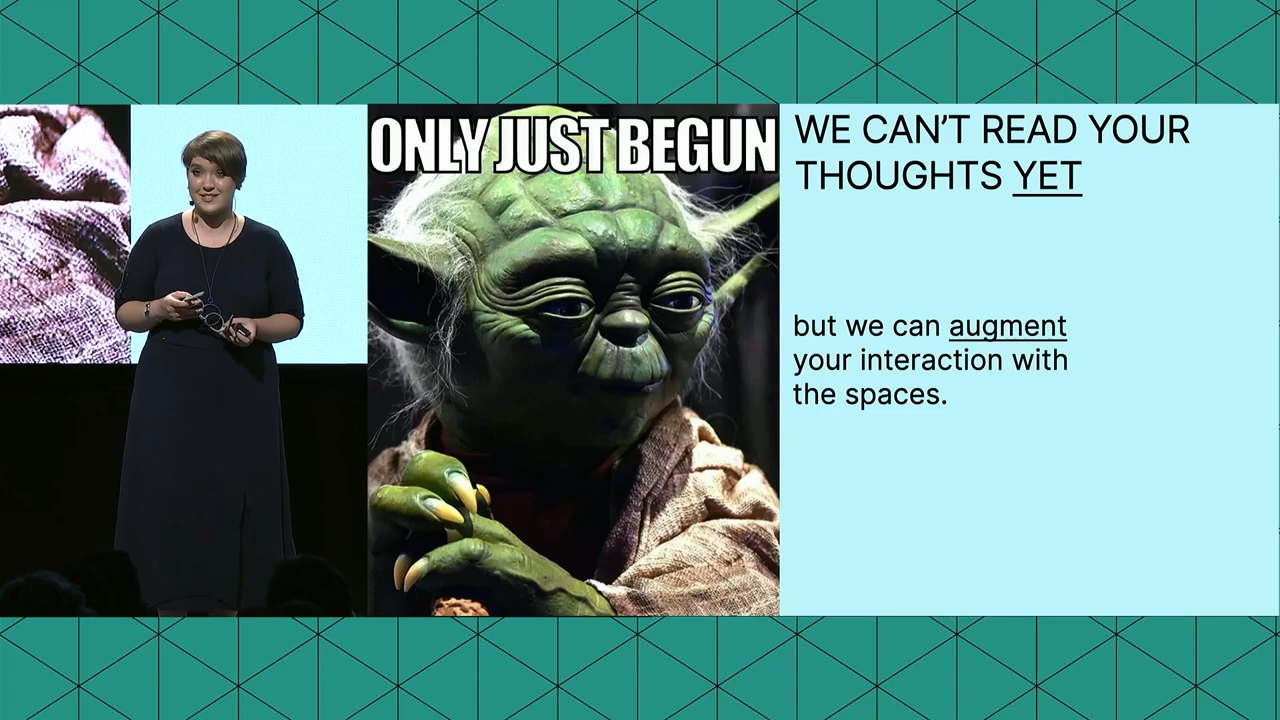 ONLY JUST BEGUN
WE CAN'T READ YOUR
THOUGHTS YET
but we can augment
your interaction with
the spaces.